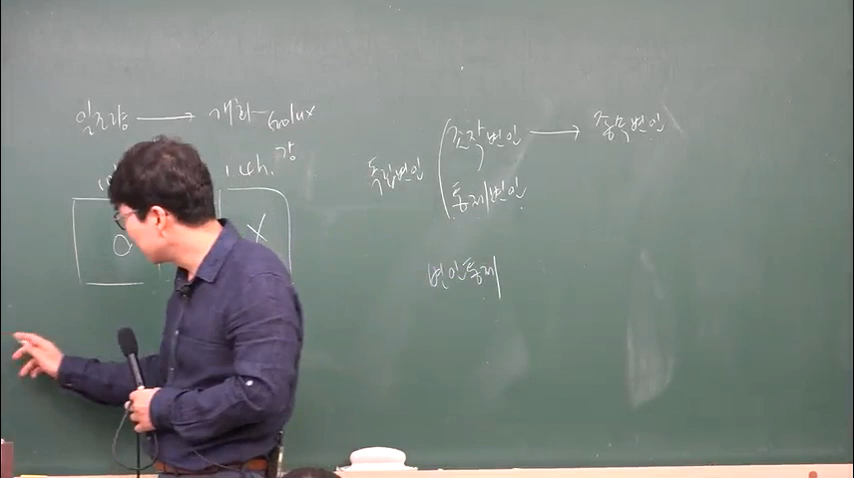 일조량 → 개화
조작변인 → 종속변인
독립변인
통제변인
O X
변인통제